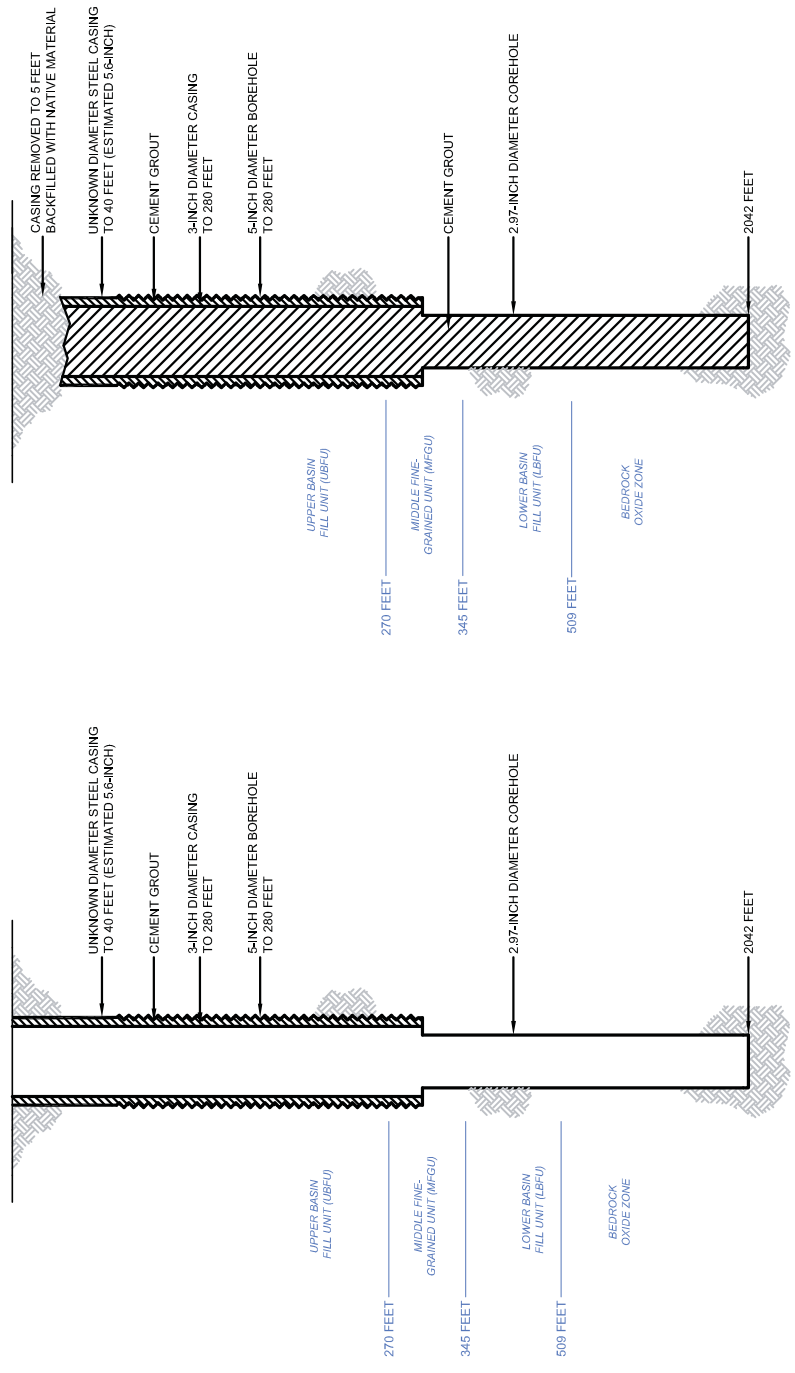 CASING REMOVED TO 5 FEET
BACKFILLED WITH NATIVE MATERIAL
UNKNOWN DIAMETER STEEL CASING
TO 40 FEET (ESTIMATED 5.6-INCH)
CEMENT GROUT
3-INCH DIAMETER CASING
TO 280 FEET
5-INCH DIAMETER BOREHOLE
TO 280 FEET
CEMENT GROUT
2.97-INCH DIAMETER COREHOLE
2042 FEET
UPPER BASIN
FILL UNIT (UBFU)
270 FEET
MIDDLE FINE-
GRAINED UNIT (MFGU)
345 FEET
LOWER BASIN
FILL UNIT (LBFU)
509 FEET
BEDROCK
OXIDE ZONE
UNKNOWN DIAMETER STEEL CASING
TO 40 FEET (ESTIMATED 5.6-INCH)
CEMENT GROUT
3-INCH DIAMETER CASING
TO 280 FEET
5-INCH DIAMETER BOREHOLE
TO 280 FEET
2.97-INCH DIAMETER COREHOLE
2042 FEET
UPPER BASIN
FILL UNIT (UBFU)
270 FEET
MIDDLE FINE-
GRAINED UNIT (MFGU)
345 FEET
LOWER BASIN
FILL UNIT (LBFU)
509 FEET
BEDROCK
OXIDE ZONE